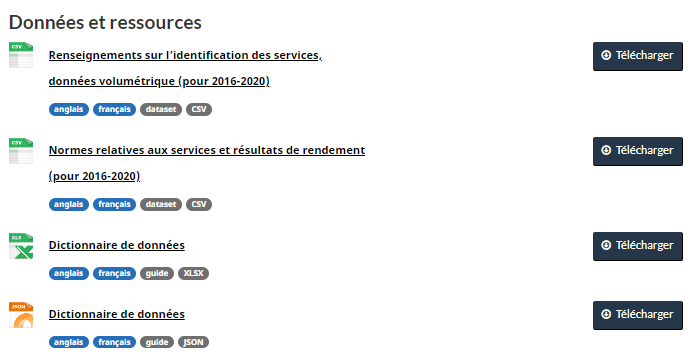 Données et ressources
CSV
Renseignements sur l'identification des services,
données volumétrique (pour 2016-2020)
Télécharger
anglais français dataset CSV
CSV
Normes relatives aux services et résultats de rendement
(pour 2016-2020)
Télécharger
anglais français dataset CSV
XLS
Dictionnaire de données
Télécharger
anglais français guide XLSX
JSON
Dictionnaire de données
Télécharger
anglais français guide JSON